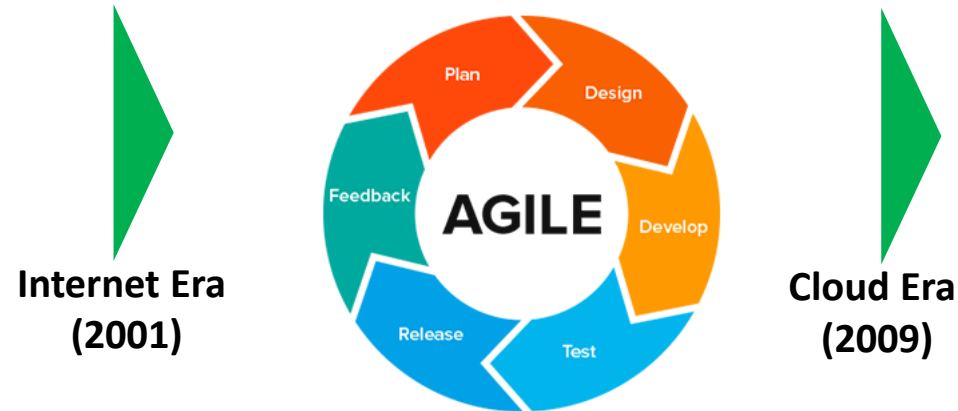 Internet Era
(2001)
Plan
Design
Develop
Test
Release
Feedback
AGILE
Cloud Era
(2009)